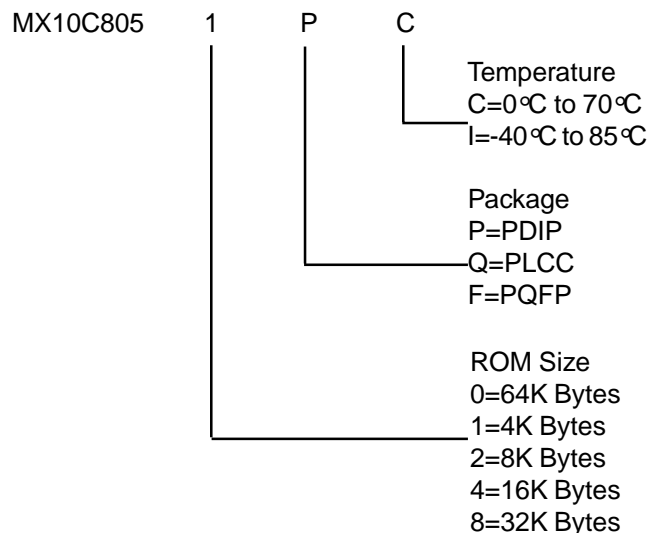 MX10C805 1 P C
Temperature
C=0°C to 70°C
I=-40°C to 85°C
Package
P=PDIP
Q=PLCC
F=PQFP
ROM Size
0=64K Bytes
1=4K Bytes
2=8K Bytes
4=16K Bytes
8=32K Bytes